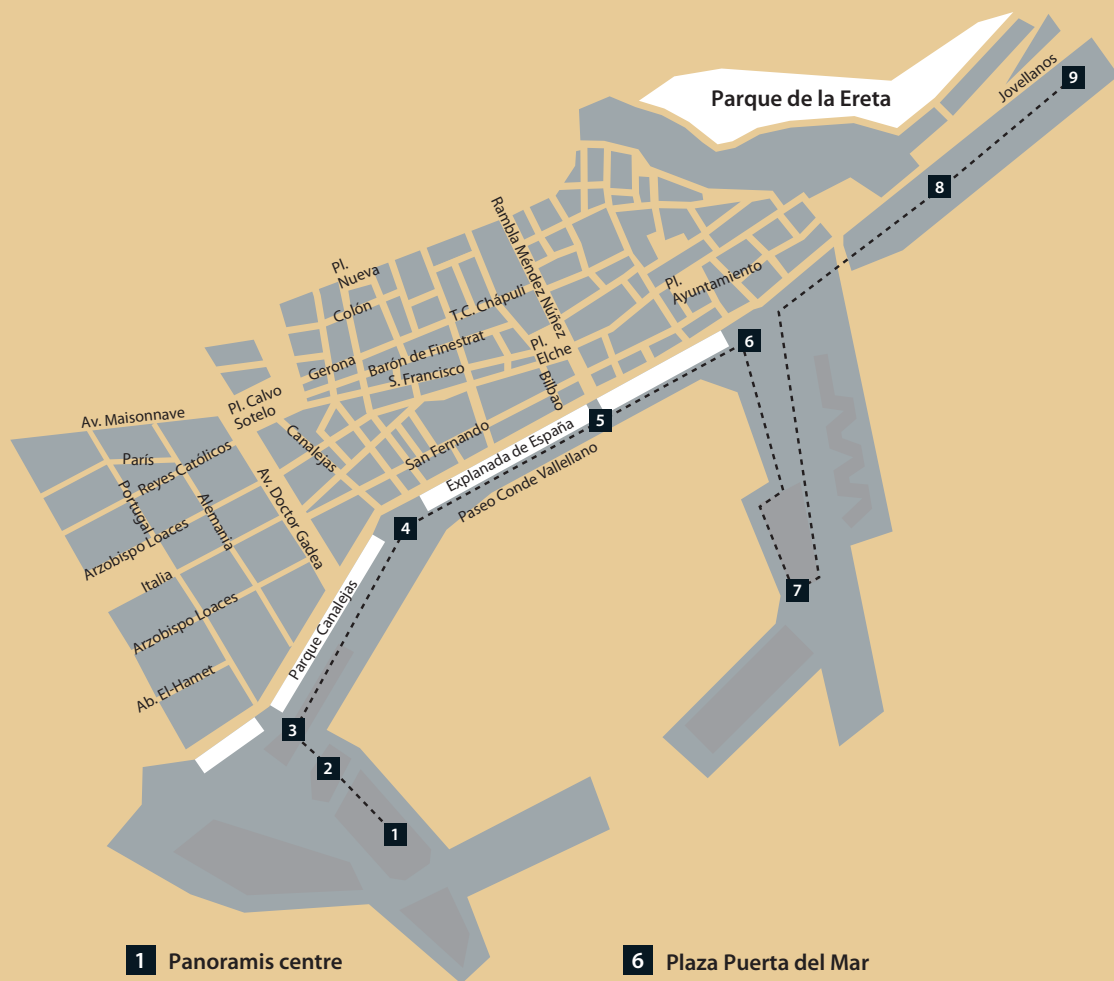 Parque de la Ereta
Jovellanos
9
8
Rambla Méndez Núñez
Pl.
Nueva
Colón
T.C. Chápuli
Pl.
Ayuntamiento
Gerona
Barón de Finestrat
S. Francisco
Pl.
Elche
Bilbao
6
Av. Maisonnave
Pl. Calvo
Sotelo
Canalejas
París
Reyes Católicos
Portugal
Alemania
Av. Doctor Gadea
San Fernando
Explanada de España
5
Paseo Conde Vallellano
4
Arzobispo Loaces
Italia
Arzobispo Loaces
Ab. El-Hamet
Parque Canalejas
7
3
2
1
1 Panoramis centre
6 Plaza Puerta del Mar